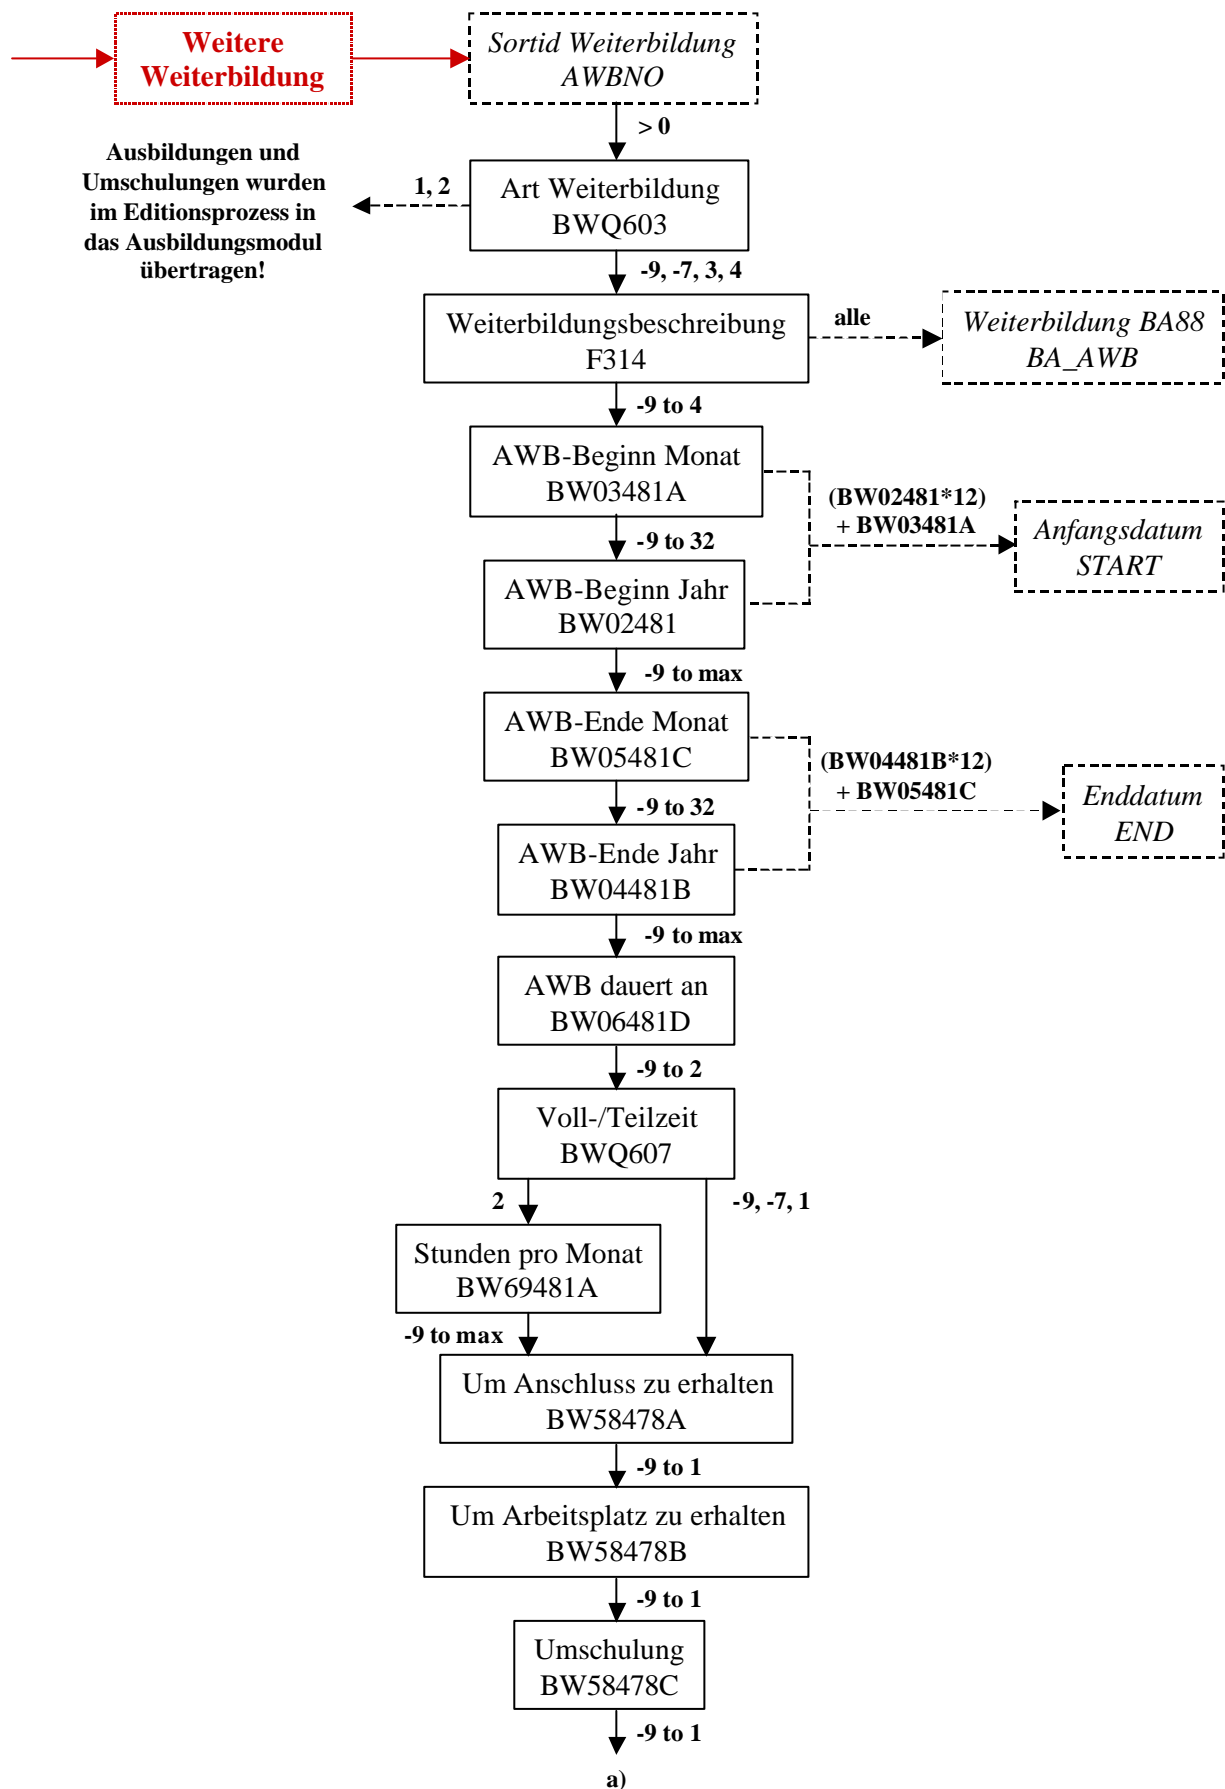 Weitere
Weiterbildung
Sortid Weiterbildung
AWBNO
> 0
Ausbildungen und
Umschulungen wurden
im Editionsprozess in
das Ausbildungsmodul
übertragen!
1, 2
Art Weiterbildung
BWQ603
-9, -7, 3, 4
Weiterbildungsbeschreibung
F314
alle
Weiterbildung BA88
BA_AWB
-9 to 4
AWB-Beginn Monat
BW03481A
(BW02481*12)
+ BW03481A
Anfangsdatum
START
-9 to 32
AWB-Beginn Jahr
BW02481
-9 to max
AWB-Ende Monat
BW05481C
(BW04481B*12)
+ BW05481C
Enddatum
END
-9 to 32
AWB-Ende Jahr
BW04481B
-9 to max
AWB dauert an
BW06481D
-9 to 2
Voll-/Teilzeit
BWQ607
2
-9, -7, 1
Stunden pro Monat
BW69481A
-9 to max
Um Anschluss zu erhalten
BW58478A
-9 to 1
Um Arbeitsplatz zu erhalten
BW58478B
-9 to 1
Umschulung
BW58478C
-9 to 1
a)